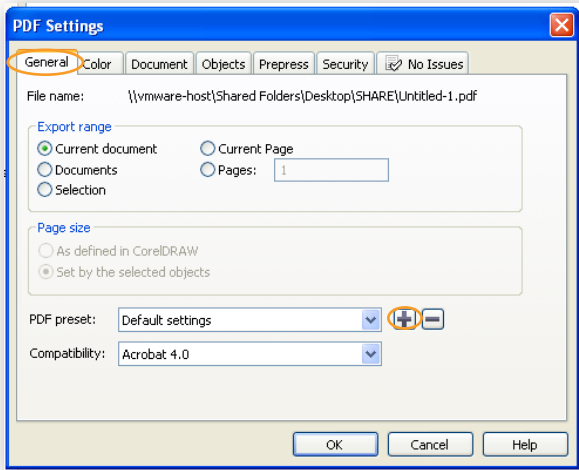 PDF Settings
General Color Document Objects Prepress Security No Issues
File name: \\vmware-host\Shared Folders\Desktop\SHARE\Untitled-1.pdf
Export range
Current document Current Page
Documents Pages: 1
Selection
Page size
As defined in CorelDRAW
Set by the selected objects
PDF preset: Default settings
Compatibility: Acrobat 4.0
OK Cancel Help